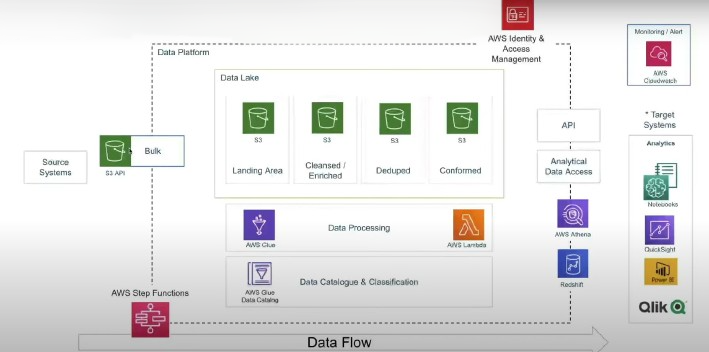 AWS Identity &
Access
Management
Monitoring / Alert
AWS
Clowdwatch
Data Platform
Data Lake
S3
Landing Area
S3
Cleansed /
Enriched
S3
Deduped
S3
Conformed
API
Analytical
Data Access
* Target
Systems
Analytics
Notebooks
QuickSight
Power BI
Qlik Q
Source
Systems
S3 API
Bulk
AWS Glue
Data Processing
AWS Lambda
AWS Athena
AWS Glue
Data Catalog
Data Catalogue & Classification
Redshift
AWS Step Functions
Data Flow